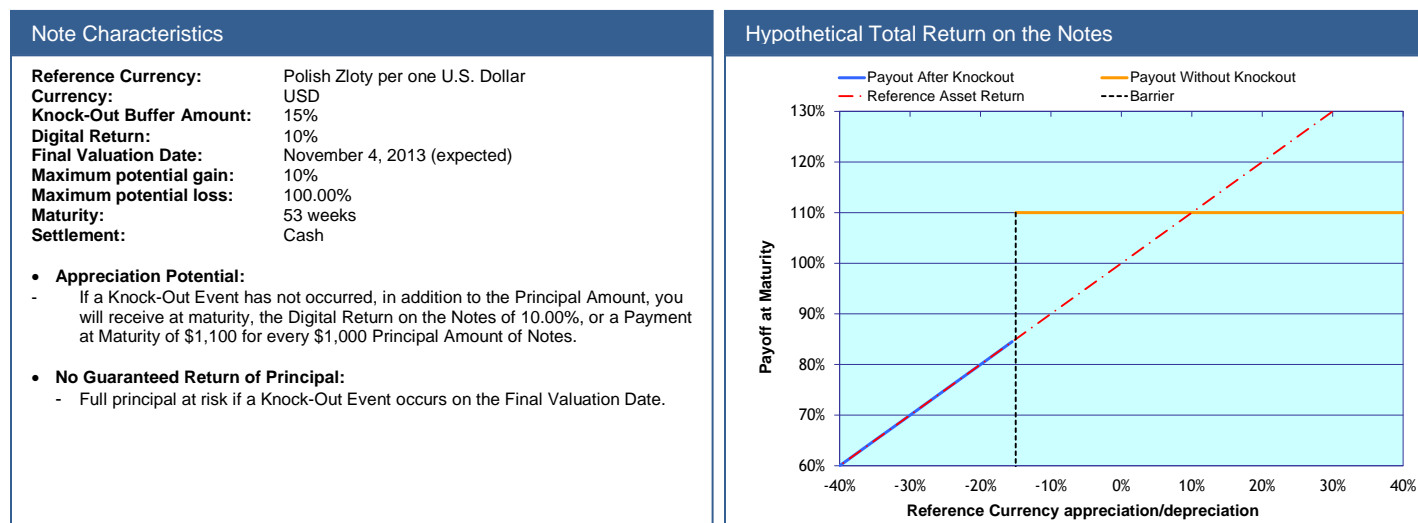 Note Characteristics
Reference Currency: Polish Zloty per one U.S. Dollar
Currency: USD
Knock-Out Buffer Amount: 15%
Digital Return: 10%
Final Valuation Date: November 4, 2013 (expected)
Maximum potential gain: 10%
Maximum potential loss: 100.00%
Maturity: 53 weeks
Settlement: Cash
• Appreciation Potential:
- If a Knock-Out Event has not occurred, in addition to the Principal Amount, you
will receive at maturity, the Digital Return on the Notes of 10.00%, or a Payment
at Maturity of $1,100 for every $1,000 Principal Amount of Notes.
• No Guaranteed Return of Principal:
- Full principal at risk if a Knock-Out Event occurs on the Final Valuation Date.
Hypothetical Total Return on the Notes
Payout After Knockout Payout Without Knockout
Reference Asset Return Barrier
130%
120%
110%
100%
90%
80%
70%
60%
Payoff at Maturity
-40% -30% -20% -10% 0% 10% 20% 30% 40%
Reference Currency appreciation/depreciation